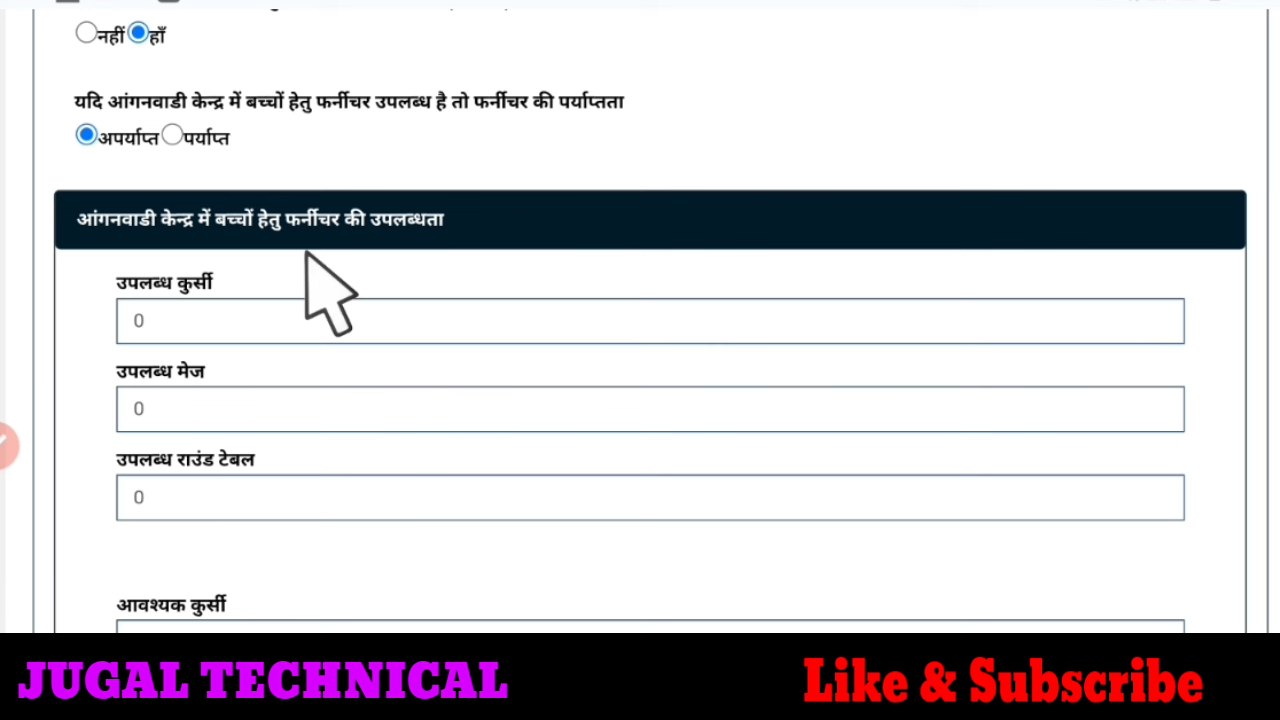 नहीं हाँ
यदि आंगनवाडी केन्द्र में बच्चों हेतु फर्नीचर उपलब्ध है तो फर्नीचर की पर्याप्तता
अपर्याप्त पर्याप्त
आंगनवाडी केन्द्र में बच्चों हेतु फर्नीचर की उपलब्धता
उपलब्ध कुर्सी
0
उपलब्ध मेज
0
उपलब्ध राउंड टेबल
0
आवश्यक कुर्सी
JUGAL TECHNICAL
Like & Subscribe